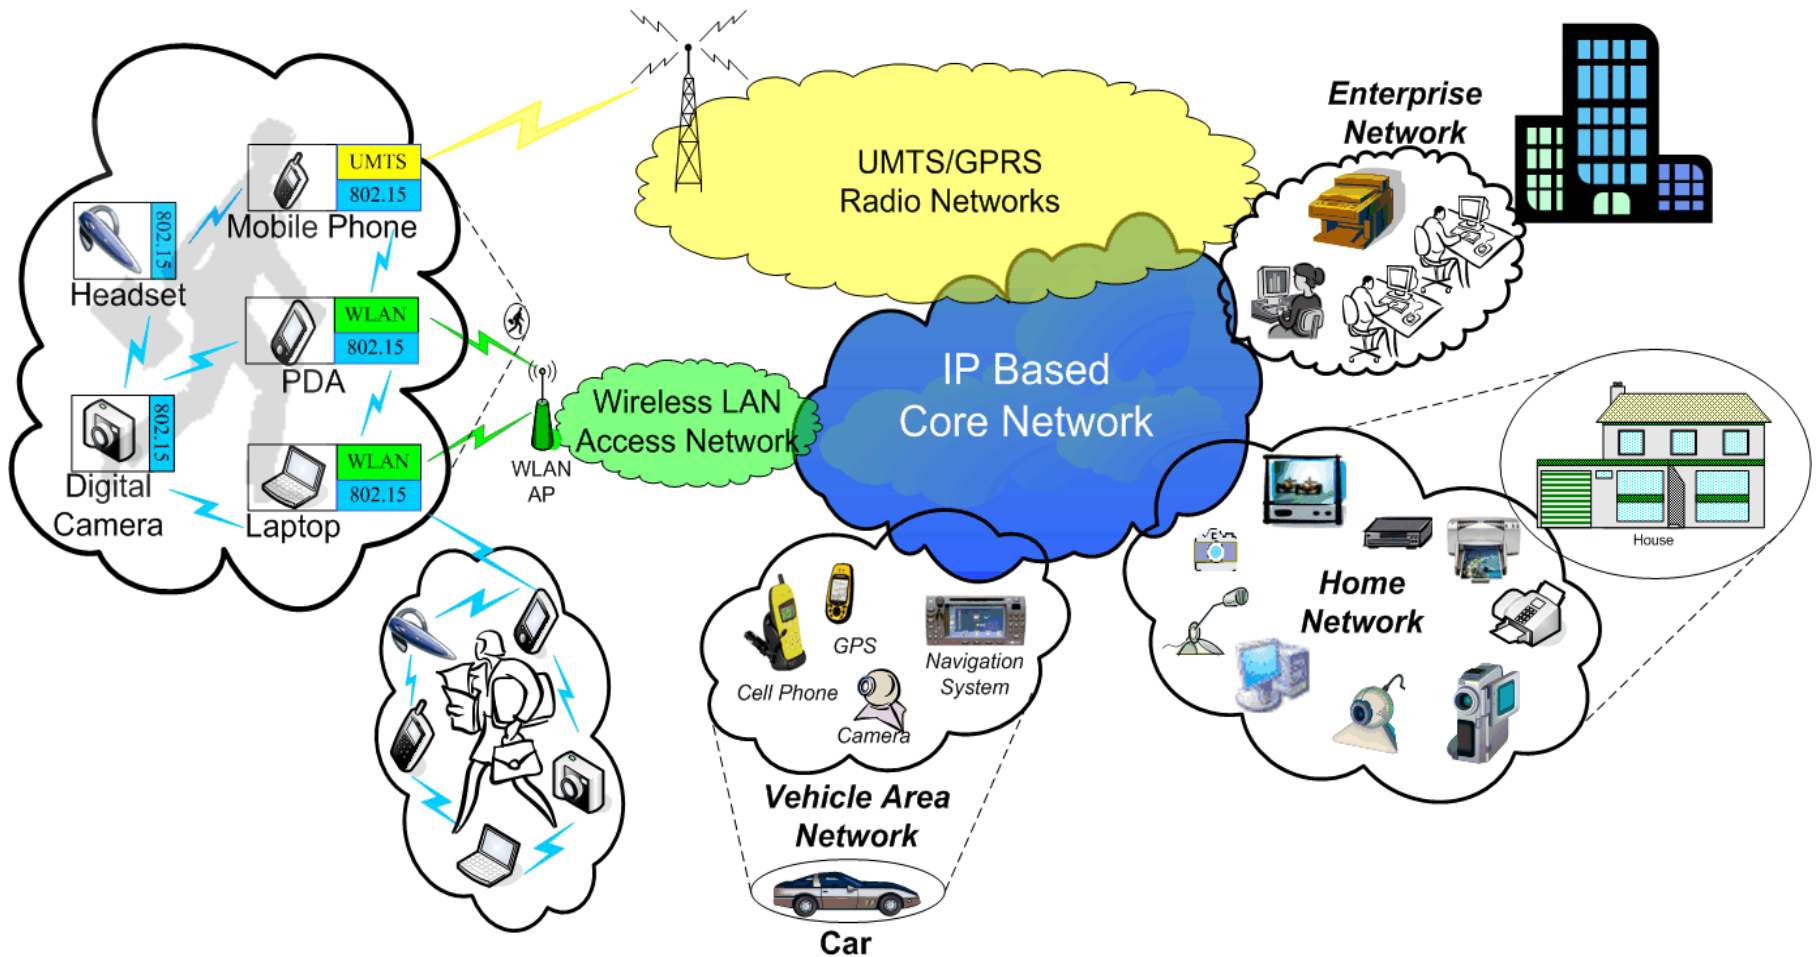 UMTS
802.15
Mobile Phone
802.15
Headset
WLAN
802.15
PDA
802.15
Digital
Camera
WLAN
802.15
Laptop
WLAN
AP
Wireless LAN
Access Network
UMTS/GPRS
Radio Networks
IP Based
Core Network
Enterprise
Network
House
Home
Network
GPS
Cell Phone
Navigation
System
Camera
Vehicle Area
Network
Car